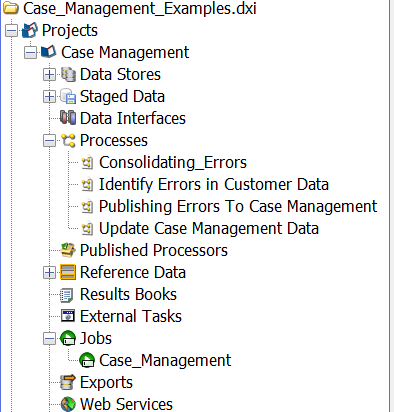 Case_Management_Examples.dxi
Projects
Case Management
Data Stores
Staged Data
Data Interfaces
Processes
Consolidating_Errors
Identify Errors in Customer Data
Publishing Errors To Case Management
Update Case Management Data
Published Processors
Reference Data
Results Books
External Tasks
Jobs
Case_Management
Exports
Web Services